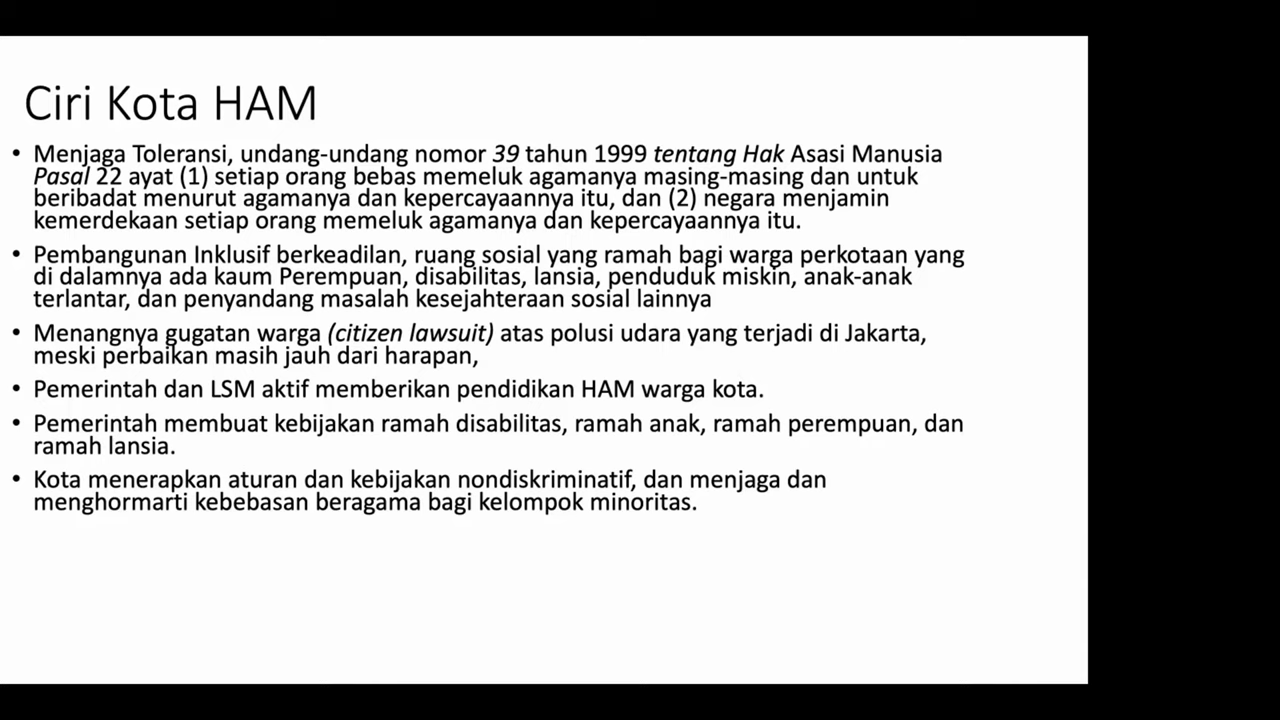 Ciri Kota HAM
• Menjaga Toleransi, undang-undang nomor 39 tahun 1999 tentang Hak Asasi Manusia
Pasal 22 ayat (1) setiap orang bebas memeluk agamanya masing-masing dan untuk
beribadat menurut agamanya dan kepercayaannya itu, dan (2) negara menjamin
kemerdekaan setiap orang memeluk agamanya dan kepercayaannya itu.
• Pembangunan Inklusif berkeadilan, ruang sosial yang ramah bagi warga perkotaan yang
di dalamnya ada kaum Perempuan, disabilitas, lansia, penduduk miskin, anak-anak
terlantar, dan penyandang masalah kesejahteraan sosial lainnya
• Menangnya gugatan warga (citizen lawsuit) atas polusi udara yang terjadi di Jakarta,
meski perbaikan masih jauh dari harapan,
• Pemerintah dan LSM aktif memberikan pendidikan HAM warga kota.
• Pemerintah membuat kebijakan ramah disabilitas, ramah anak, ramah perempuan, dan
ramah lansia.
• Kota menerapkan aturan dan kebijakan nondiskriminatif, dan menjaga dan
menghormarti kebebasan beragama bagi kelompok minoritas.